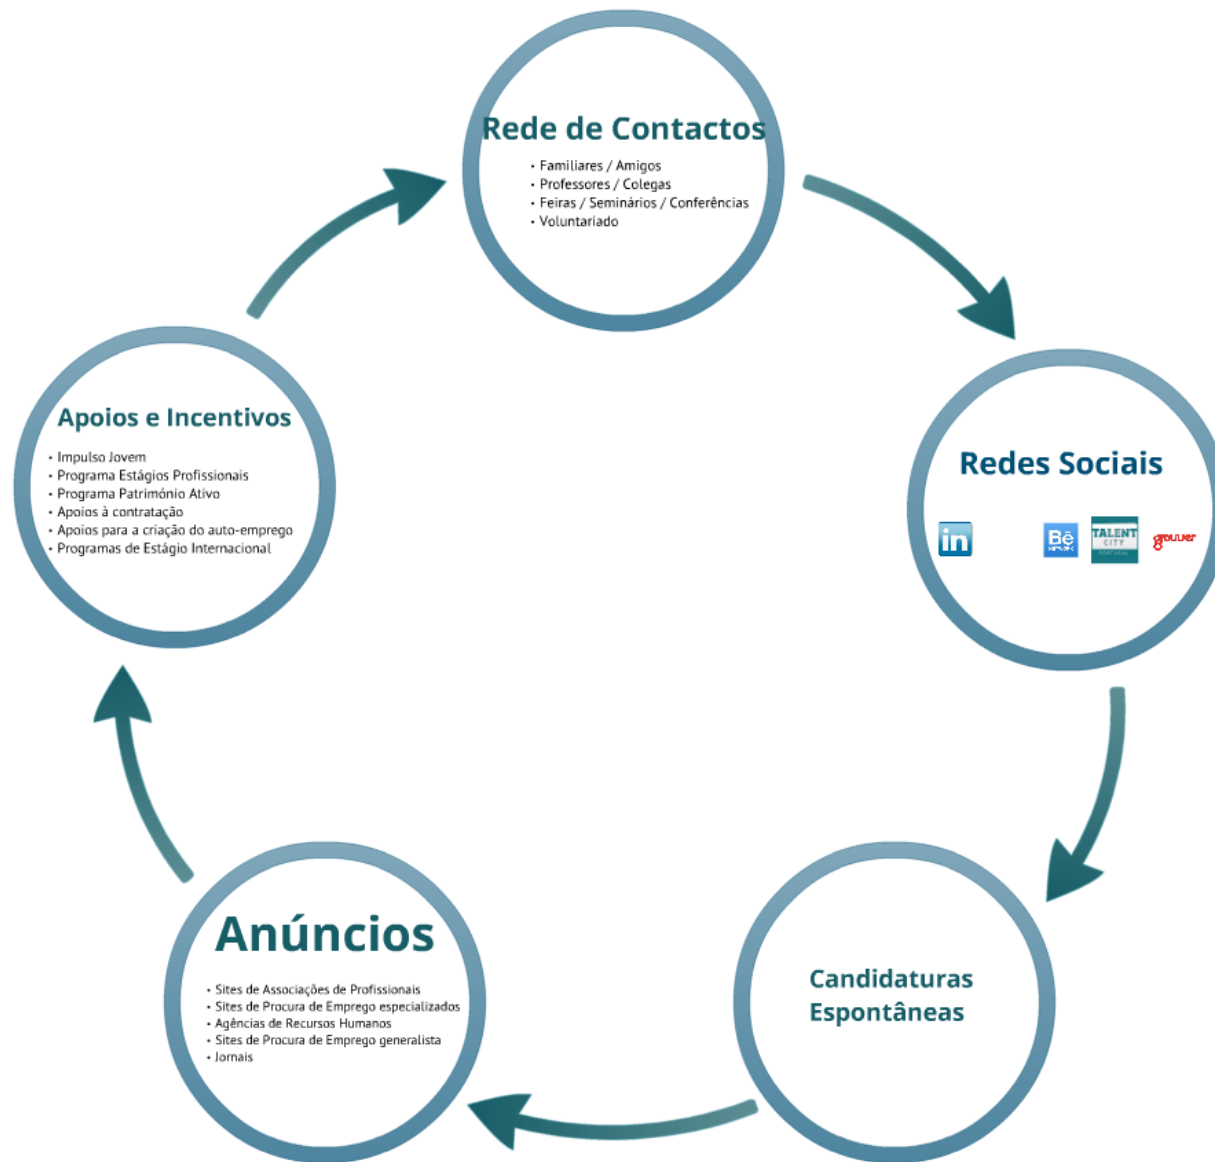 Rede de Contactos
• Familiares / Amigos
• Professores / Colegas
• Feiras / Seminários / Conferências
• Voluntariado
Redes Sociais
in
Bē
NETWORK
TALENT
CITY
PORTUGAL
Candidaturas
Espontâneas
Anúncios
• Sites de Associações de Profissionais
• Sites de Procura de Emprego especializados
• Agências de Recursos Humanos
• Sites de Procura de Emprego generalista
• Jornais
Apoios e Incentivos
• Impulso Jovem
• Programa Estágios Profissionais
• Programa Património Ativo
• Apoios à contratação
• Apoios para a criação do auto-emprego
• Programas de Estágio Internacional